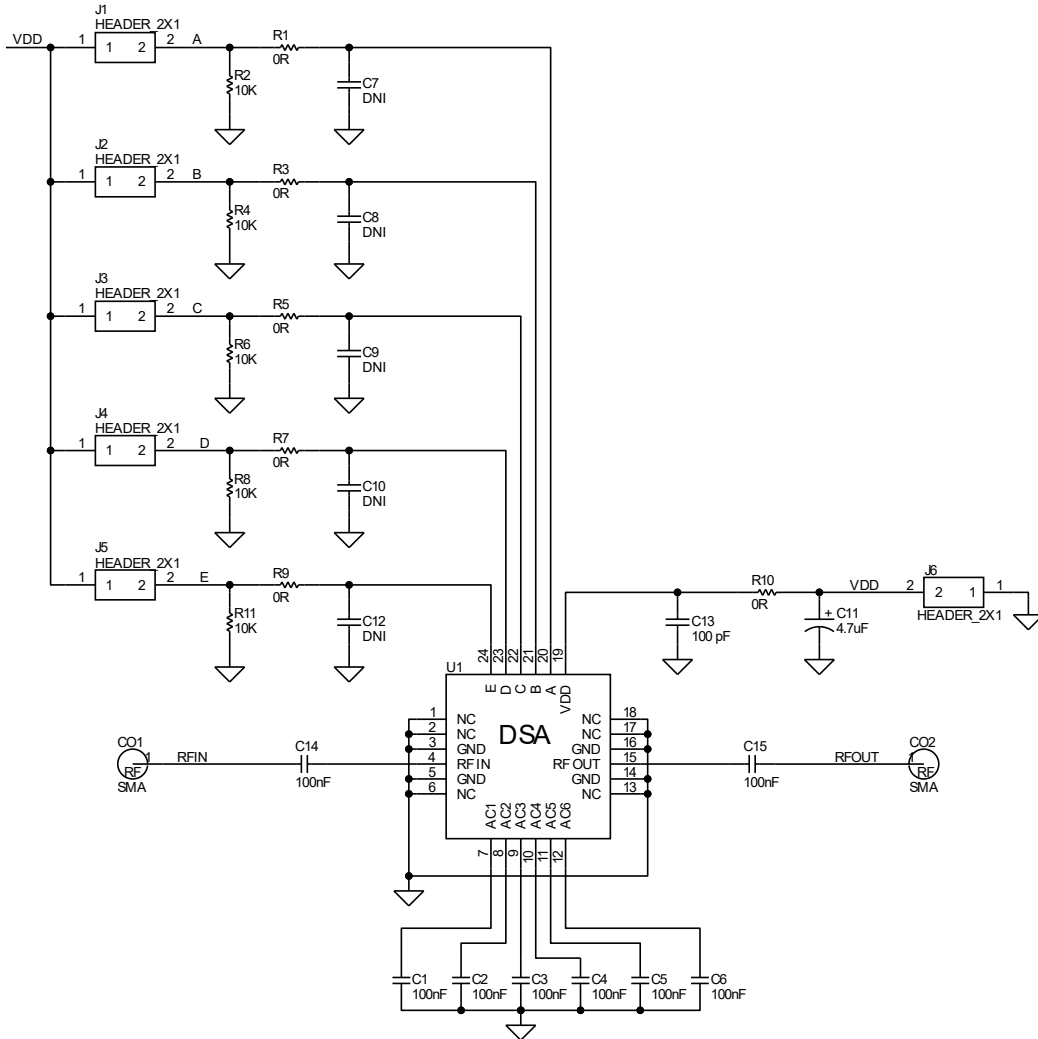 J1
HEADER_2X1
VDD 1 1 2 2 A
R1
0R
R2
10K
C7
DNI
J2
HEADER_2X1
1 1 2 2 B
R3
0R
R4
10K
C8
DNI
J3
HEADER_2X1
1 1 2 2 C
R5
0R
R6
10K
C9
DNI
J4
HEADER_2X1
1 1 2 2 D
R7
0R
R8
10K
C10
DNI
J5
HEADER_2X1
1 1 2 2 E
R9
0R
R11
10K
C12
DNI
R10
0R
VDD
J6
2 2 1 1
HEADER_2X1
C13
100 pF
+ C11
4.7uF
24 23 22 21 20 19
U1
E D C B A VDD
DSA
1 NC
2 NC
3 GND
4 RF IN
5 GND
6 NC
NC 18
NC 17
GND 16
RF OUT 15
GND 14
NC 13
AC1 AC2 AC3 AC4 AC5 AC6
7 8 9 10 11 12
CO1
1
RF
SMA
RFIN
C14
100nF
C15
100nF
RFOUT
CO2
1
RF
SMA
C1
100nF
C2
100nF
C3
100nF
C4
100nF
C5
100nF
C6
100nF